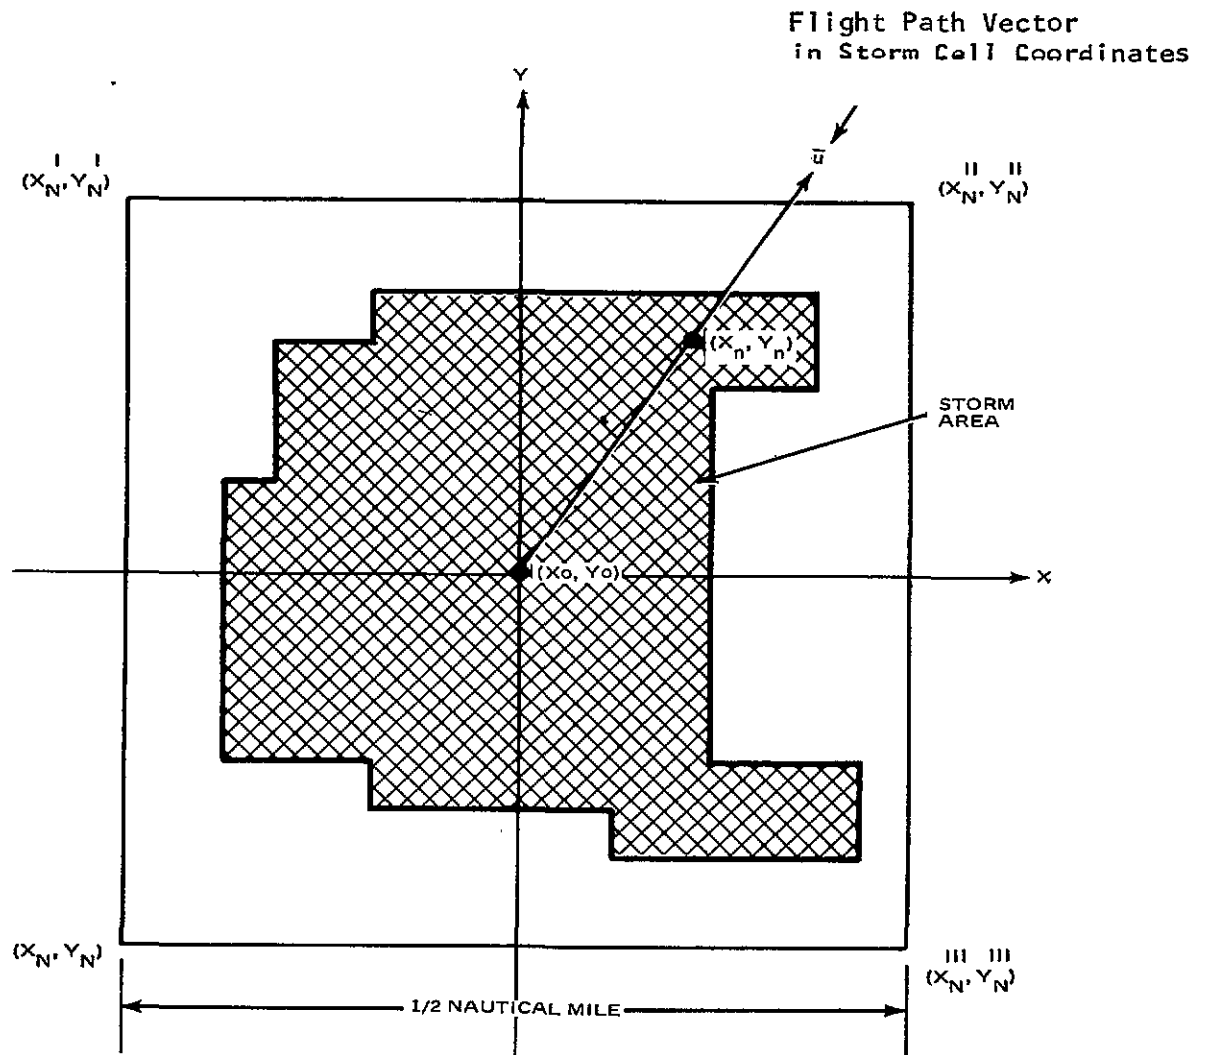 Flight Path Vector
in Storm Cell Coordinates
Y
ū
(X_N^I, Y_N^I)
(X_N^II, Y_N^II)
(X_n, Y_n)
STORM
AREA
(Xo, Yo)
X
(X_N, Y_N)
(X_N^III, Y_N^III)
1/2 NAUTICAL MILE